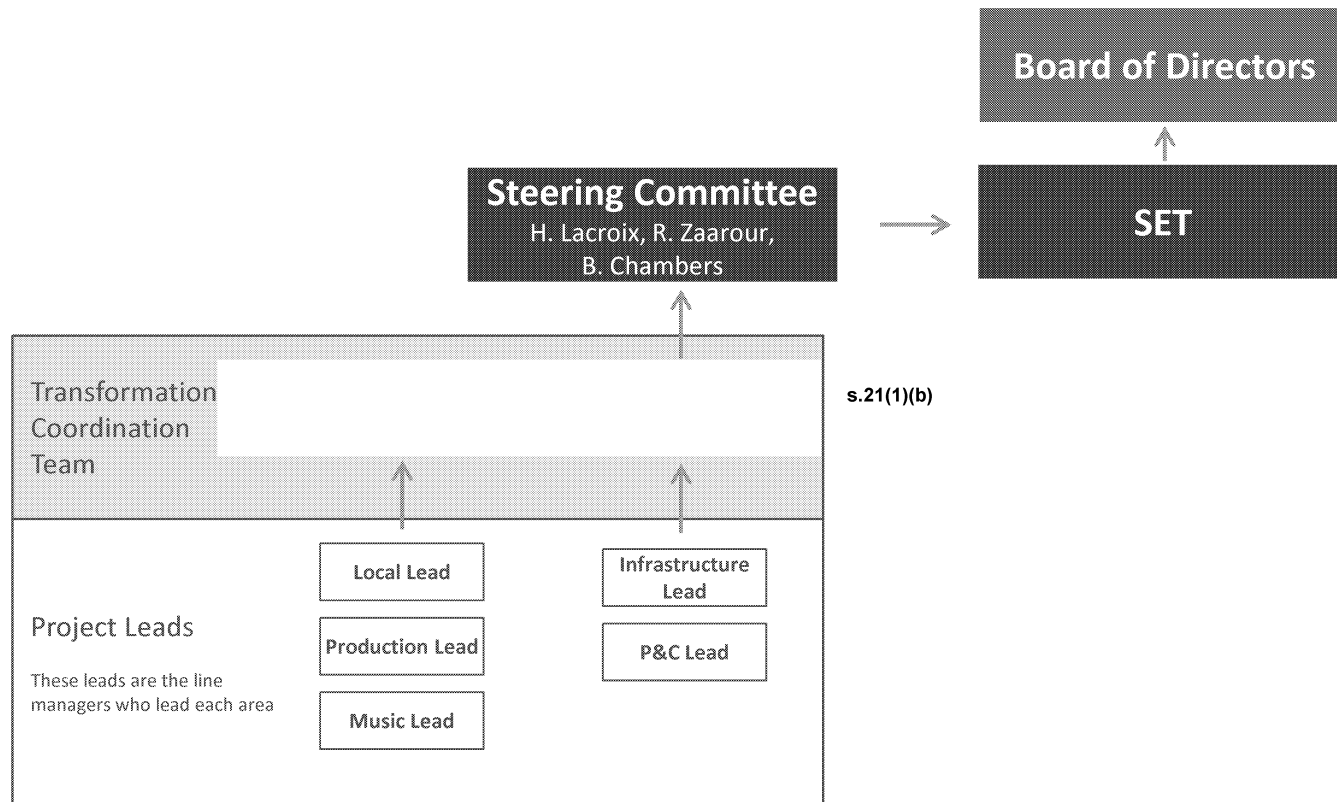 Board of Directors
Steering Committee
H. Lacroix, R. Zaarour,
B. Chambers
SET
Transformation
Coordination
Team
s.21(1)(b)
Project Leads
These leads are the line
managers who lead each area
Local Lead
Production Lead
Music Lead
Infrastructure
Lead
P&C Lead